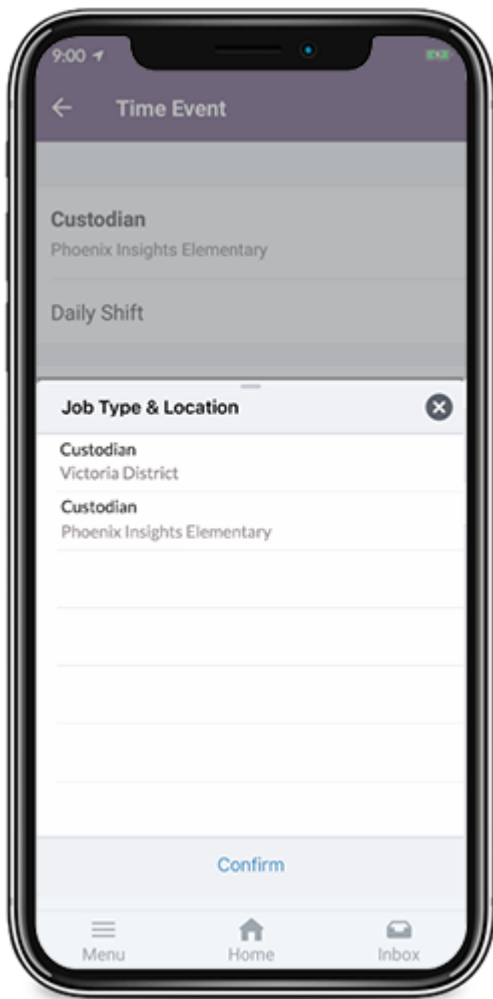 9:00
Time Event
Custodian
Phoenix Insights Elementary
Daily Shift
Job Type & Location
Custodian
Victoria District
Custodian
Phoenix Insights Elementary
Confirm
Menu Home Inbox